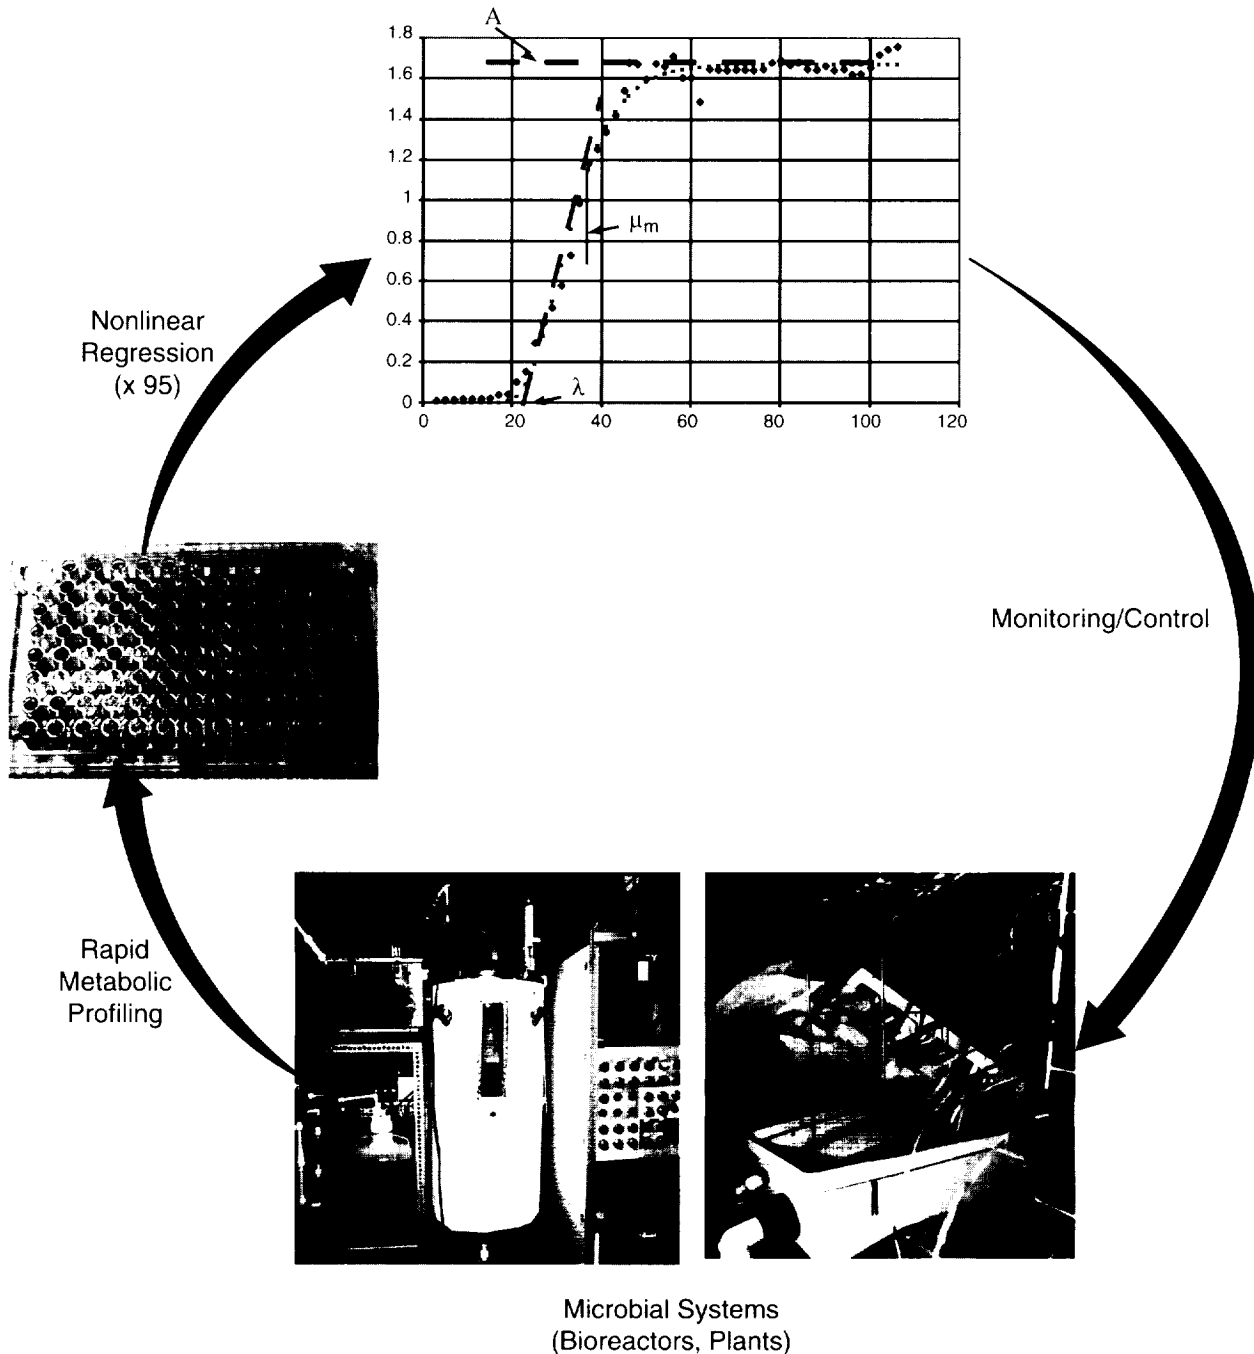 A
1.8
1.6
1.4
1.2
1
0.8
0.6
0.4
0.2
0
0 20 40 60 80 100 120
μm
λ
Nonlinear
Regression
(x 95)
Monitoring/Control
Rapid
Metabolic
Profiling
Microbial Systems
(Bioreactors, Plants)